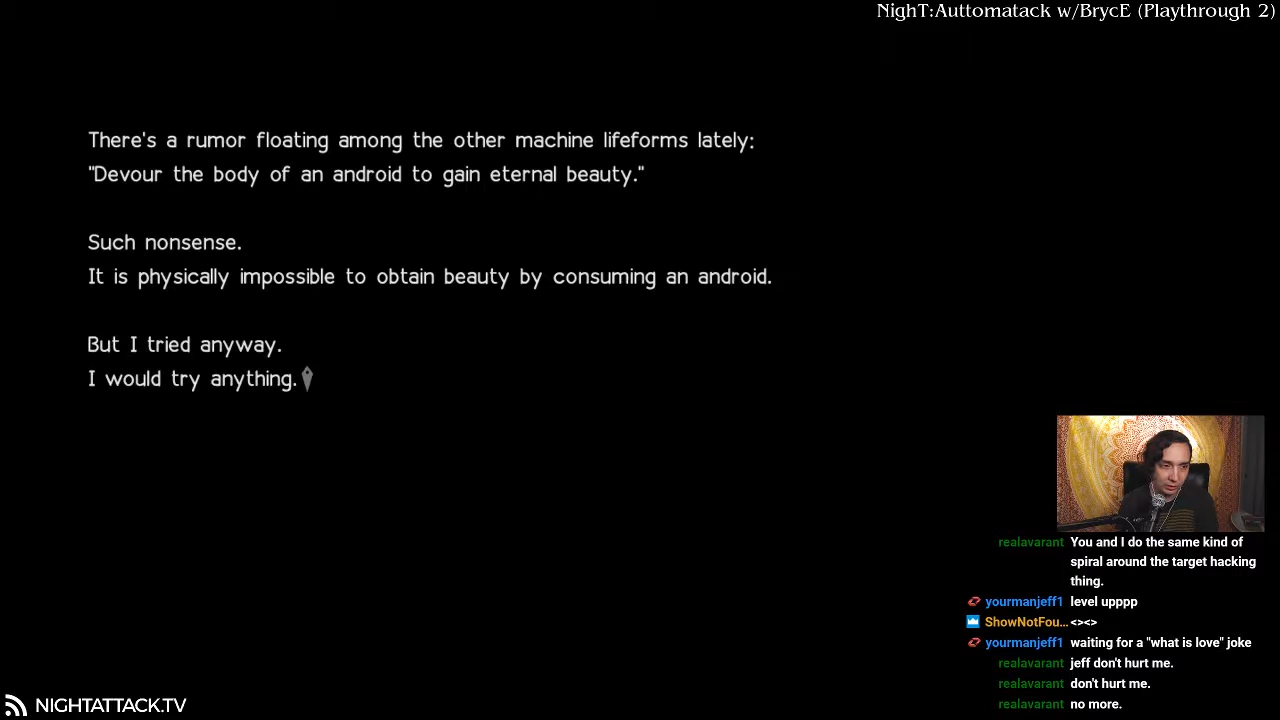 NighT:Auttomatack w/BrycE (Playthrough 2)
There's a rumor floating among the other machine lifeforms lately:
"Devour the body of an android to gain eternal beauty."
Such nonsense.
It is physically impossible to obtain beauty by consuming an android.
But I tried anyway.
I would try anything.
realavarant You and I do the same kind of
spiral around the target hacking
thing.
yourmanjeff1 level upppp
ShowNotFou... <><>
yourmanjeff1 waiting for a "what is love" joke
realavarant jeff don't hurt me.
realavarant don't hurt me.
realavarant no more.
NIGHTATTACK.TV